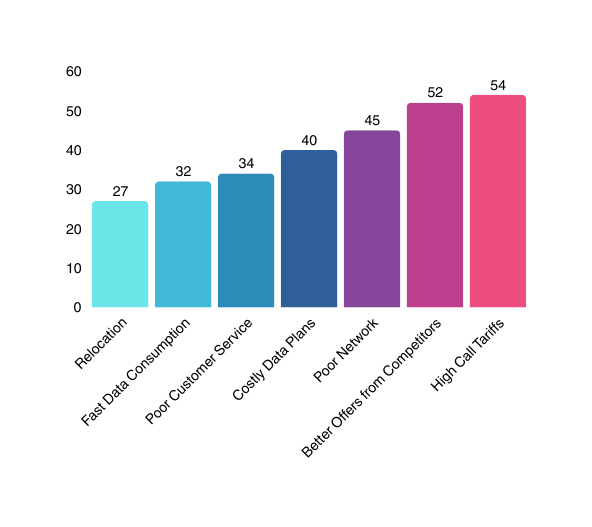 60
50
40
30
20
10
0
27
32
34
40
45
52
54
Relocation
Fast Data Consumption
Poor Customer Service
Costly Data Plans
Poor Network
Better Offers from Competitors
High Call Tariffs